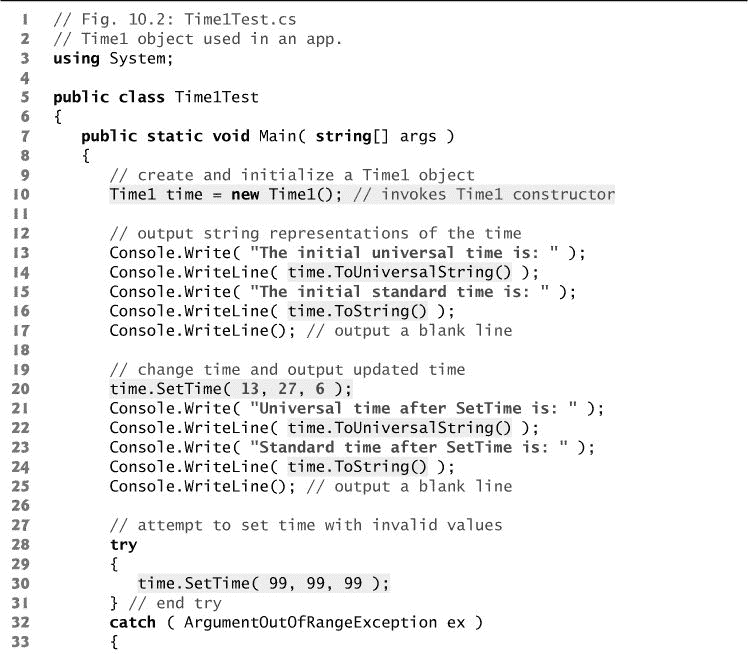 1 // Fig. 10.2: Time1Test.cs
2 // Time1 object used in an app.
3 using System;
4
5 public class Time1Test
6 {
7    public static void Main( string[] args )
8    {
9       // create and initialize a Time1 object
10       Time1 time = new Time1(); // invokes Time1 constructor
11
12       // output string representations of the time
13       Console.Write( "The initial universal time is: " );
14       Console.WriteLine( time.ToUniversalString() );
15       Console.Write( "The initial standard time is: " );
16       Console.WriteLine( time.ToString() );
17       Console.WriteLine(); // output a blank line
18
19       // change time and output updated time
20       time.SetTime( 13, 27, 6 );
21       Console.Write( "Universal time after SetTime is: " );
22       Console.WriteLine( time.ToUniversalString() );
23       Console.Write( "Standard time after SetTime is: " );
24       Console.WriteLine( time.ToString() );
25       Console.WriteLine(); // output a blank line
26
27       // attempt to set time with invalid values
28       try
29       {
30          time.SetTime( 99, 99, 99 );
31       } // end try
32       catch ( ArgumentOutOfRangeException ex )
33       {